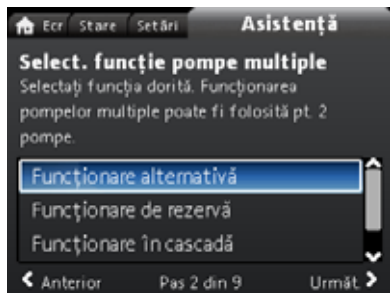 Ecr Stare Setări Asistență
Select. funcție pompe multiple
Selectați funcția dorită. Funcționarea
pompelor multiple poate fi folosită pt. 2
pompe.
Funcționare alternativă
Funcționare de rezervă
Funcționare în cascadă
Anterior Pas 2 din 9 Următ.